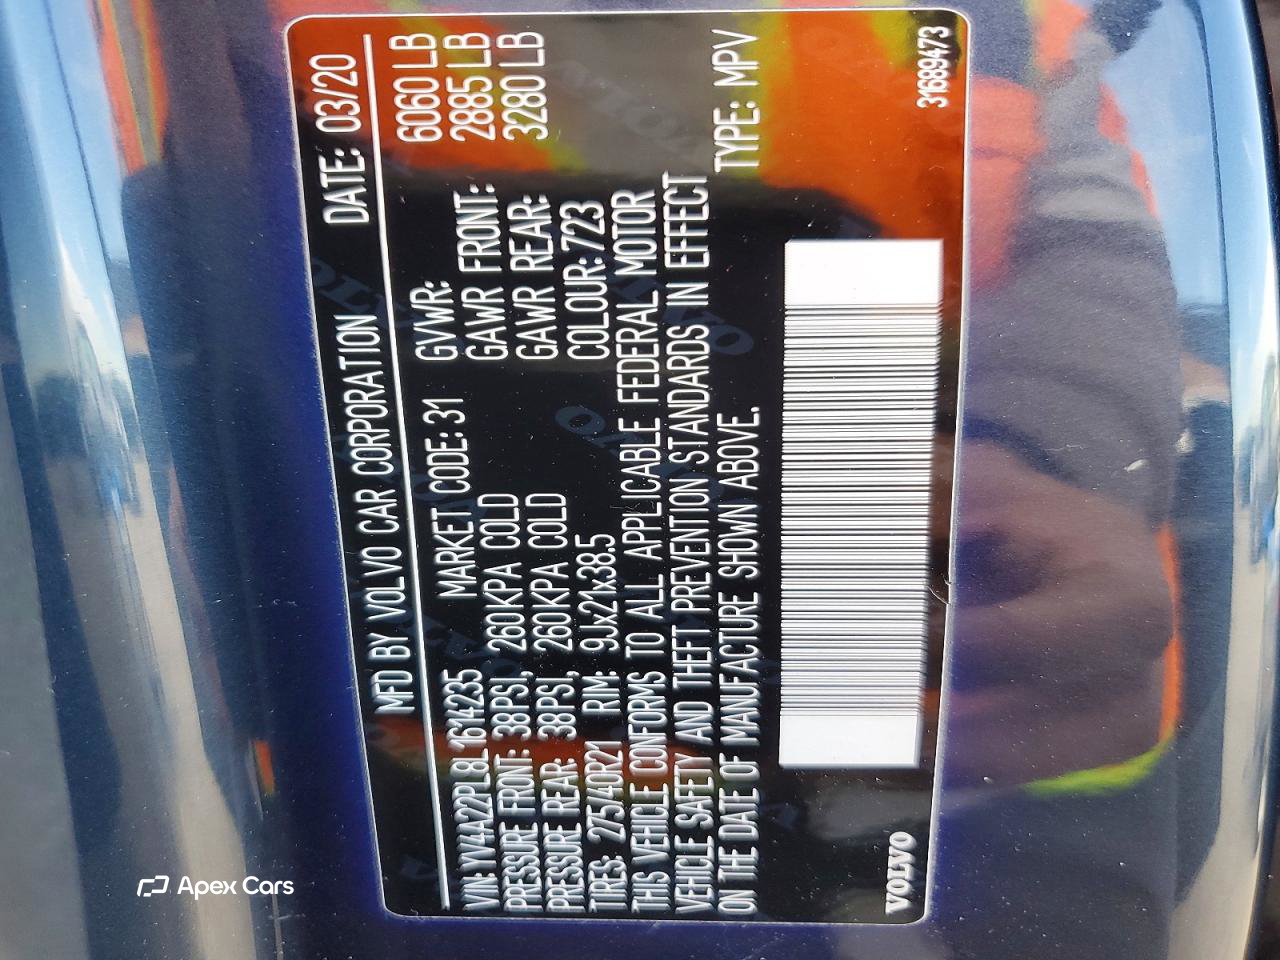 MFD BY VOLVO CAR CORPORATION DATE: 03/20
VIN: YV4A22PL8L1614235 MARKET CODE: 31 GVWR: 6060 LB
PRESSURE FRONT: 38PSI, 260KPA COLD GAWR FRONT: 2885 LB
PRESSURE REAR: 38PSI, 260KPA COLD GAWR REAR: 3280 LB
TIRES: 275/40R21 RIM: 9Jx21x38.5 COLOUR: 723
THIS VEHICLE CONFORMS TO ALL APPLICABLE FEDERAL MOTOR
VEHICLE SAFETY AND THEFT PREVENTION STANDARDS IN EFFECT
ON THE DATE OF MANUFACTURE SHOWN ABOVE. TYPE: MPV
VOLVO 31689473
Apex Cars